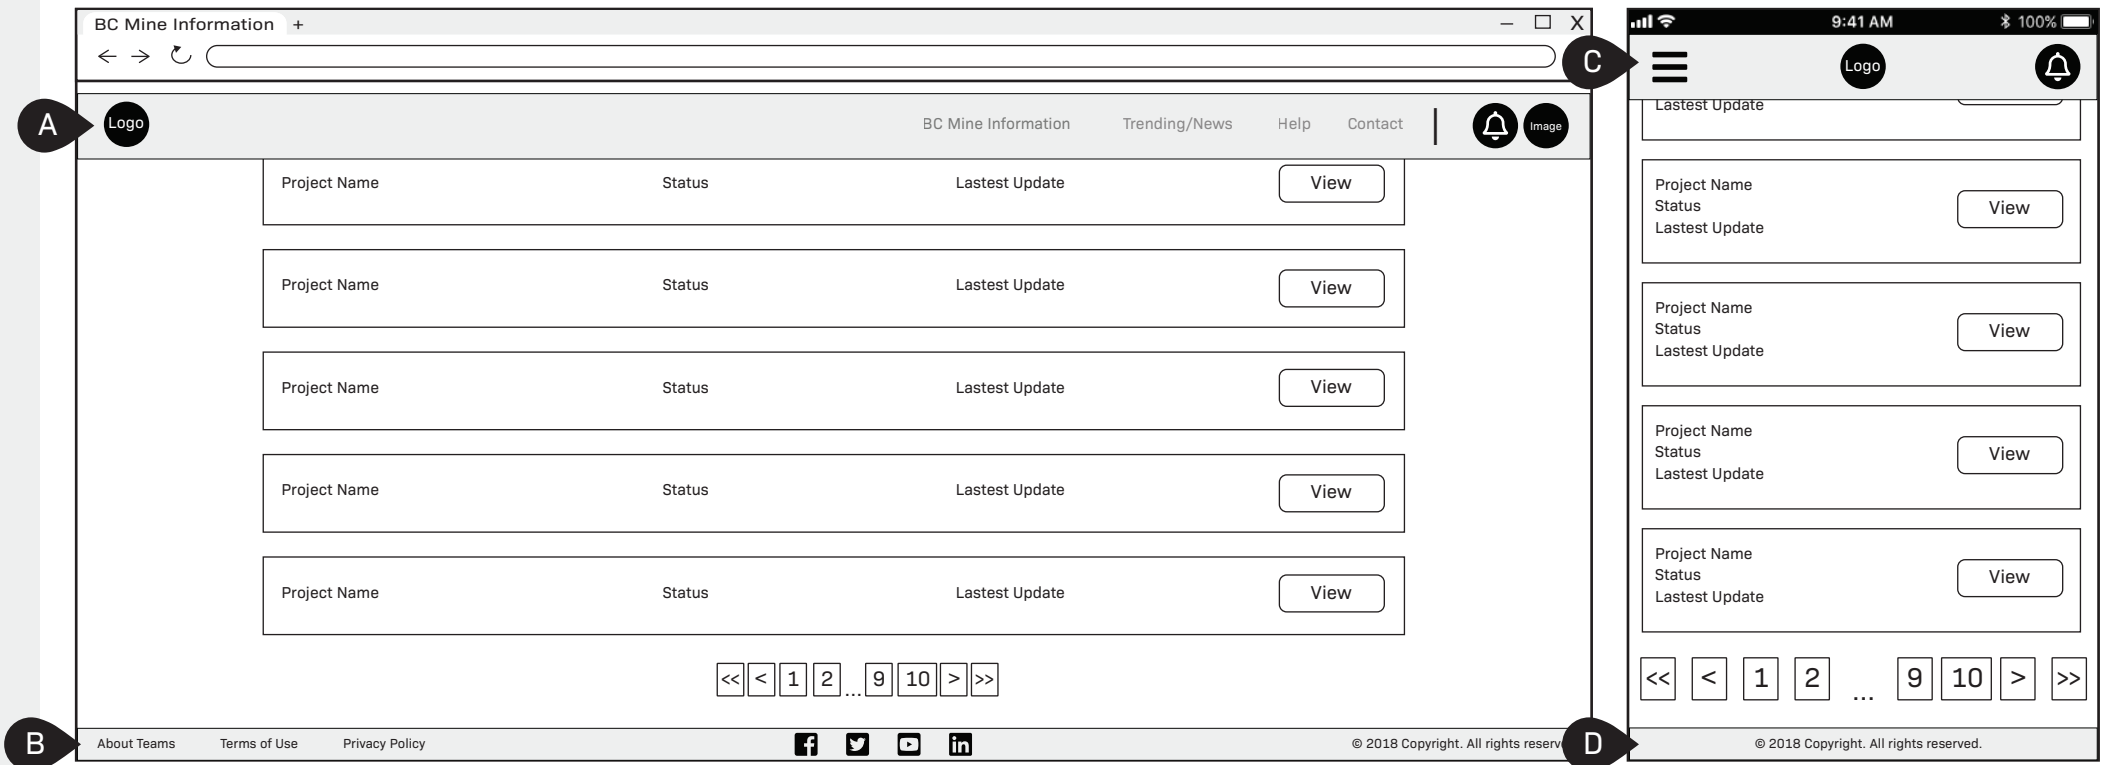 BC Mine Information +
X
A
Logo
BC Mine Information Trending/News Help Contact
Image
Project Name Status Lastest Update View
Project Name Status Lastest Update View
Project Name Status Lastest Update View
Project Name Status Lastest Update View
Project Name Status Lastest Update View
<< < 1 2 ... 9 10 > >>
B
About Teams Terms of Use Privacy Policy
© 2018 Copyright. All rights reserv
9:41 AM 100%
C
Logo
Lastest Update
Project Name
Status
Lastest Update
View
Project Name
Status
Lastest Update
View
Project Name
Status
Lastest Update
View
Project Name
Status
Lastest Update
View
<< < 1 2 ... 9 10 > >>
D
© 2018 Copyright. All rights reserved.